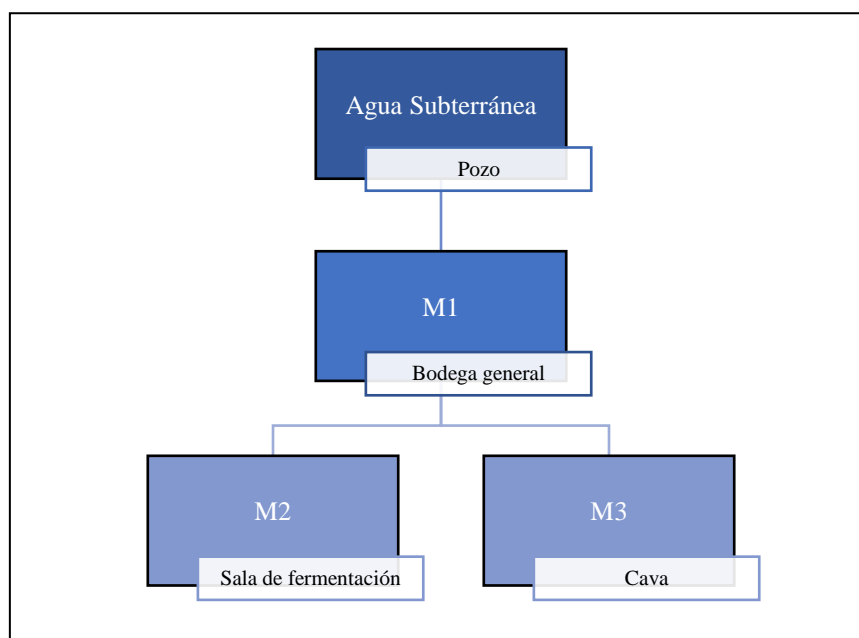 Agua Subterránea
Pozo
M1
Bodega general
M2
Sala de fermentación
M3
Cava